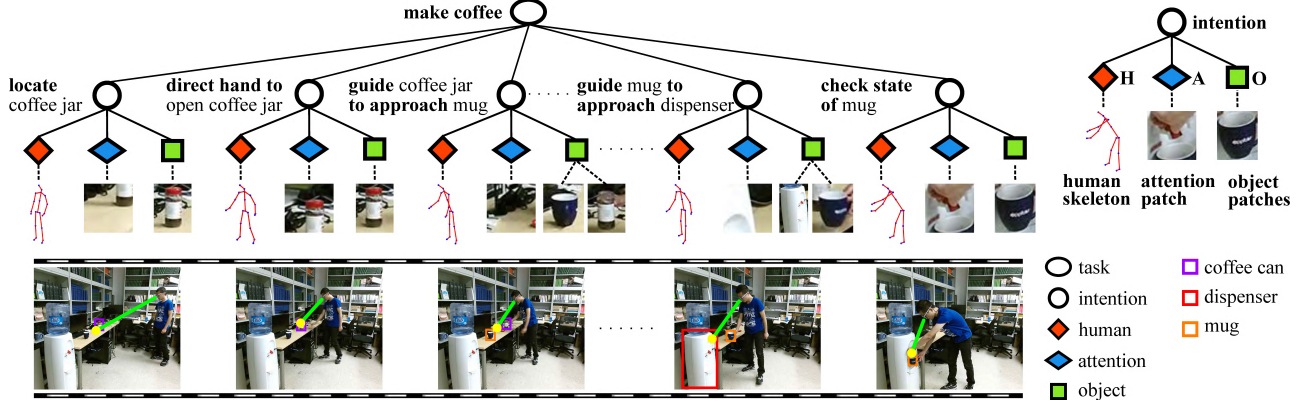 make coffee
locate
coffee jar
direct hand to
open coffee jar
guide coffee jar
to approach mug
guide mug to
approach dispenser
check state
of mug
intention
H
A
O
human
skeleton
attention
patch
object
patches
task
intention
human
attention
object
coffee can
dispenser
mug